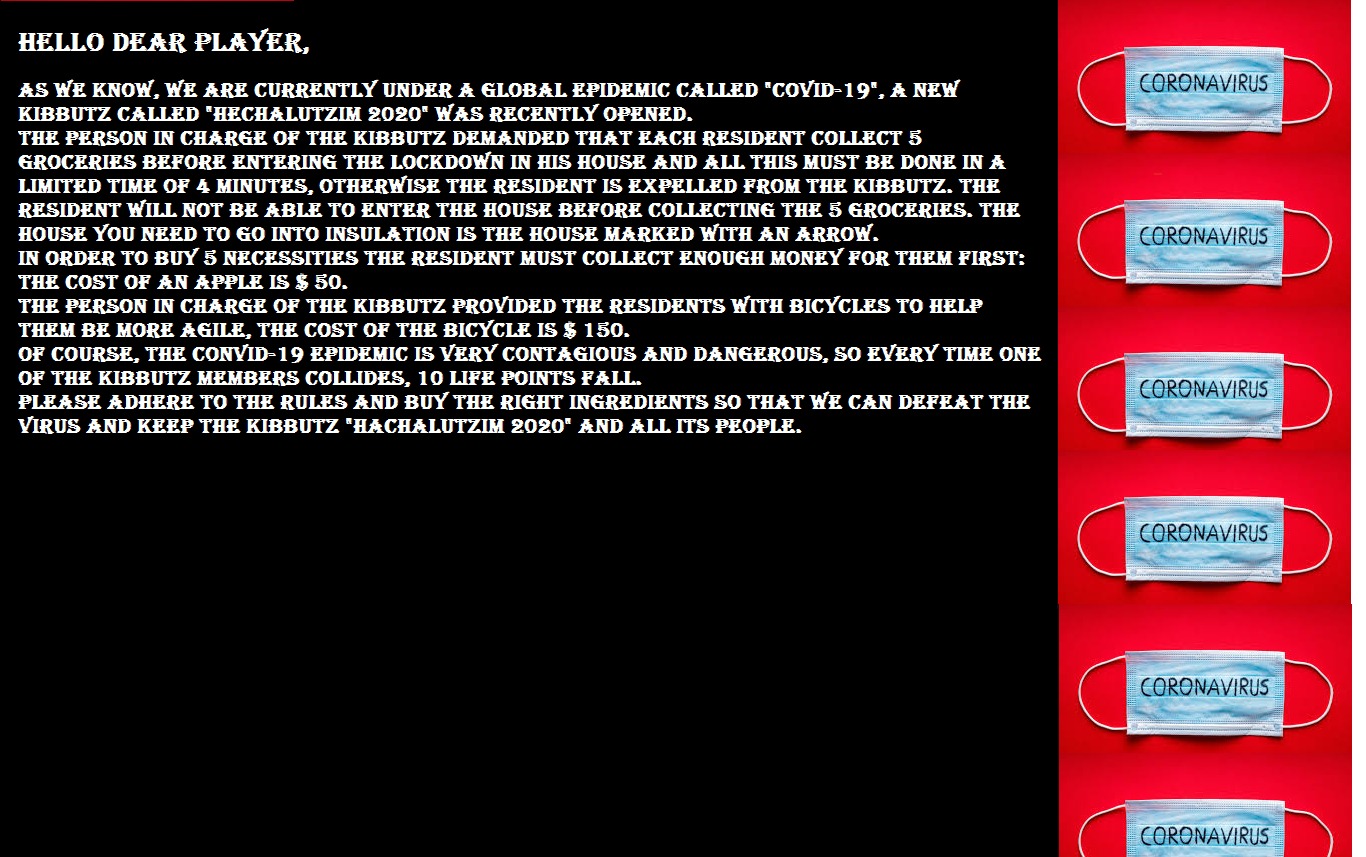 HELLO DEAR PLAYER,
AS WE KNOW, WE ARE CURRENTLY UNDER A GLOBAL EPIDEMIC CALLED "COVID-19", A NEW
KIBBUTZ CALLED "HECHALUTZIM 2020" WAS RECENTLY OPENED.
THE PERSON IN CHARGE OF THE KIBBUTZ DEMANDED THAT EACH RESIDENT COLLECT 5
GROCERIES BEFORE ENTERING THE LOCKDOWN IN HIS HOUSE AND ALL THIS MUST BE DONE IN A
LIMITED TIME OF 4 MINUTES, OTHERWISE THE RESIDENT IS EXPELLED FROM THE KIBBUTZ. THE
RESIDENT WILL NOT BE ABLE TO ENTER THE HOUSE BEFORE COLLECTING THE 5 GROCERIES. THE
HOUSE YOU NEED TO GO INTO INSULATION IS THE HOUSE MARKED WITH AN ARROW.
IN ORDER TO BUY 5 NECESSITIES THE RESIDENT MUST COLLECT ENOUGH MONEY FOR THEM FIRST:
THE COST OF AN APPLE IS $ 50.
THE PERSON IN CHARGE OF THE KIBBUTZ PROVIDED THE RESIDENTS WITH BICYCLES TO HELP
THEM BE MORE AGILE, THE COST OF THE BICYCLE IS $ 150.
OF COURSE, THE CONVID-19 EPIDEMIC IS VERY CONTAGIOUS AND DANGEROUS, SO EVERY TIME ONE
OF THE KIBBUTZ MEMBERS COLLIDES, 10 LIFE POINTS FALL.
PLEASE ADHERE TO THE RULES AND BUY THE RIGHT INGREDIENTS SO THAT WE CAN DEFEAT THE
VIRUS AND KEEP THE KIBBUTZ "HACHALUTZIM 2020" AND ALL ITS PEOPLE.
CORONAVIRUS
CORONAVIRUS
CORONAVIRUS
CORONAVIRUS
CORONAVIRUS
CORONAVIRUS